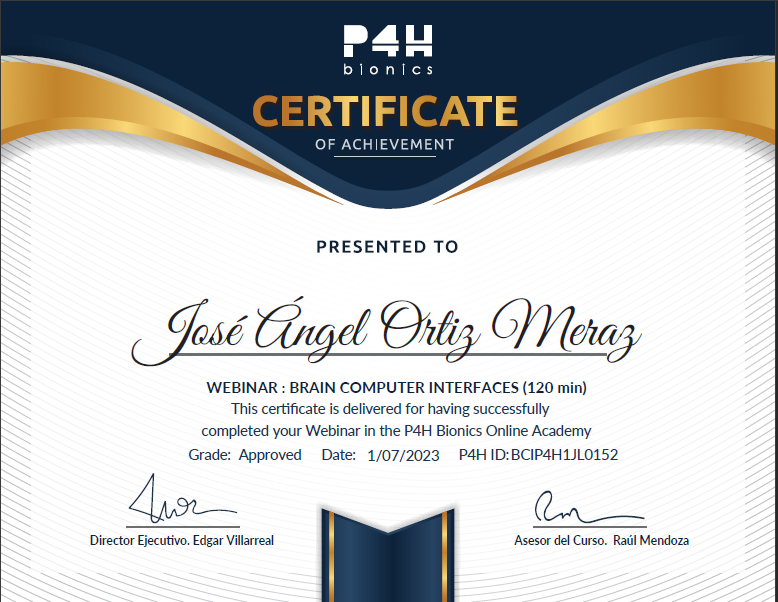 P4H
bionics
CERTIFICATE
OF ACHIEVEMENT
PRESENTED TO
José Ángel Ortiz Meraz
WEBINAR : BRAIN COMPUTER INTERFACES (120 min)
This certificate is delivered for having successfully
completed your Webinar in the P4H Bionics Online Academy
Grade: Approved Date: 1/07/2023 P4H ID: BCIP4H1JL0152
Director Ejecutivo. Edgar Villarreal
Asesor del Curso. Raúl Mendoza